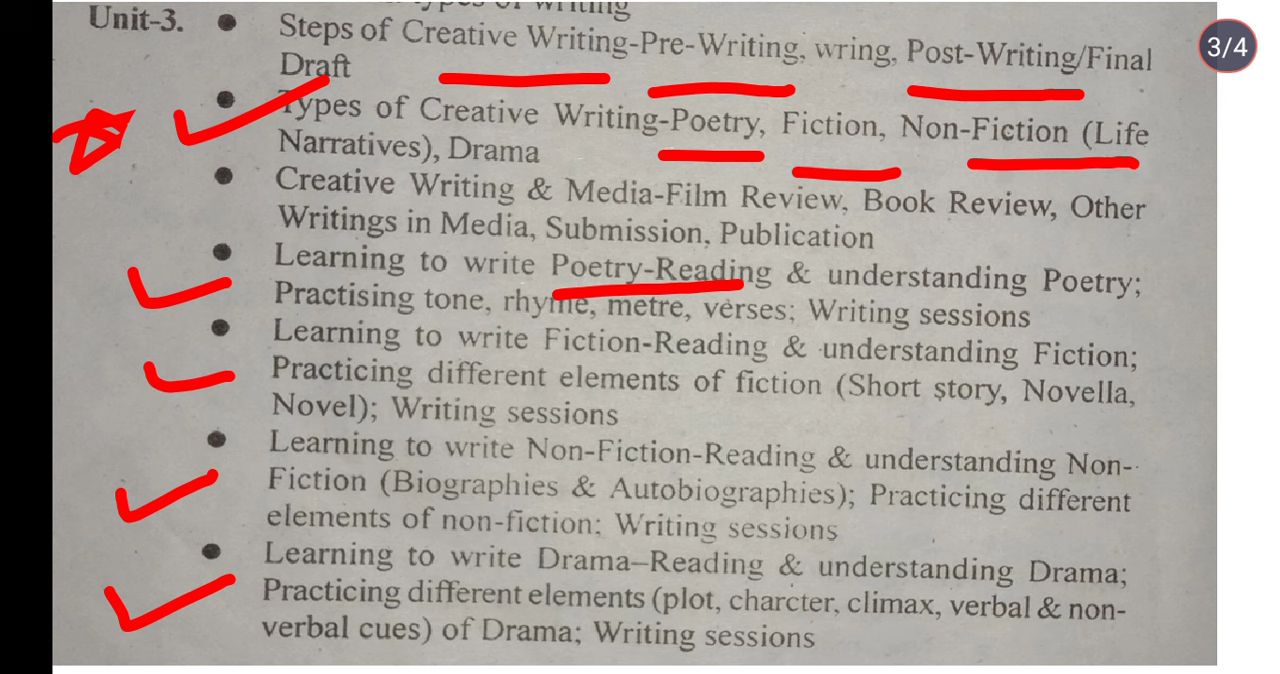 Unit-3. ● Steps of Creative Writing-Pre-Writing, wring, Post-Writing/Final
Draft
● Types of Creative Writing-Poetry, Fiction, Non-Fiction (Life
Narratives), Drama
● Creative Writing & Media-Film Review, Book Review, Other
Writings in Media, Submission, Publication
● Learning to write Poetry-Reading & understanding Poetry;
Practising tone, rhyme, metre, verses; Writing sessions
● Learning to write Fiction-Reading & understanding Fiction;
Practicing different elements of fiction (Short story, Novella,
Novel); Writing sessions
● Learning to write Non-Fiction-Reading & understanding Non-
Fiction (Biographies & Autobiographies); Practicing different
elements of non-fiction; Writing sessions
● Learning to write Drama–Reading & understanding Drama;
Practicing different elements (plot, charcter, climax, verbal & non-
verbal cues) of Drama; Writing sessions
3/4